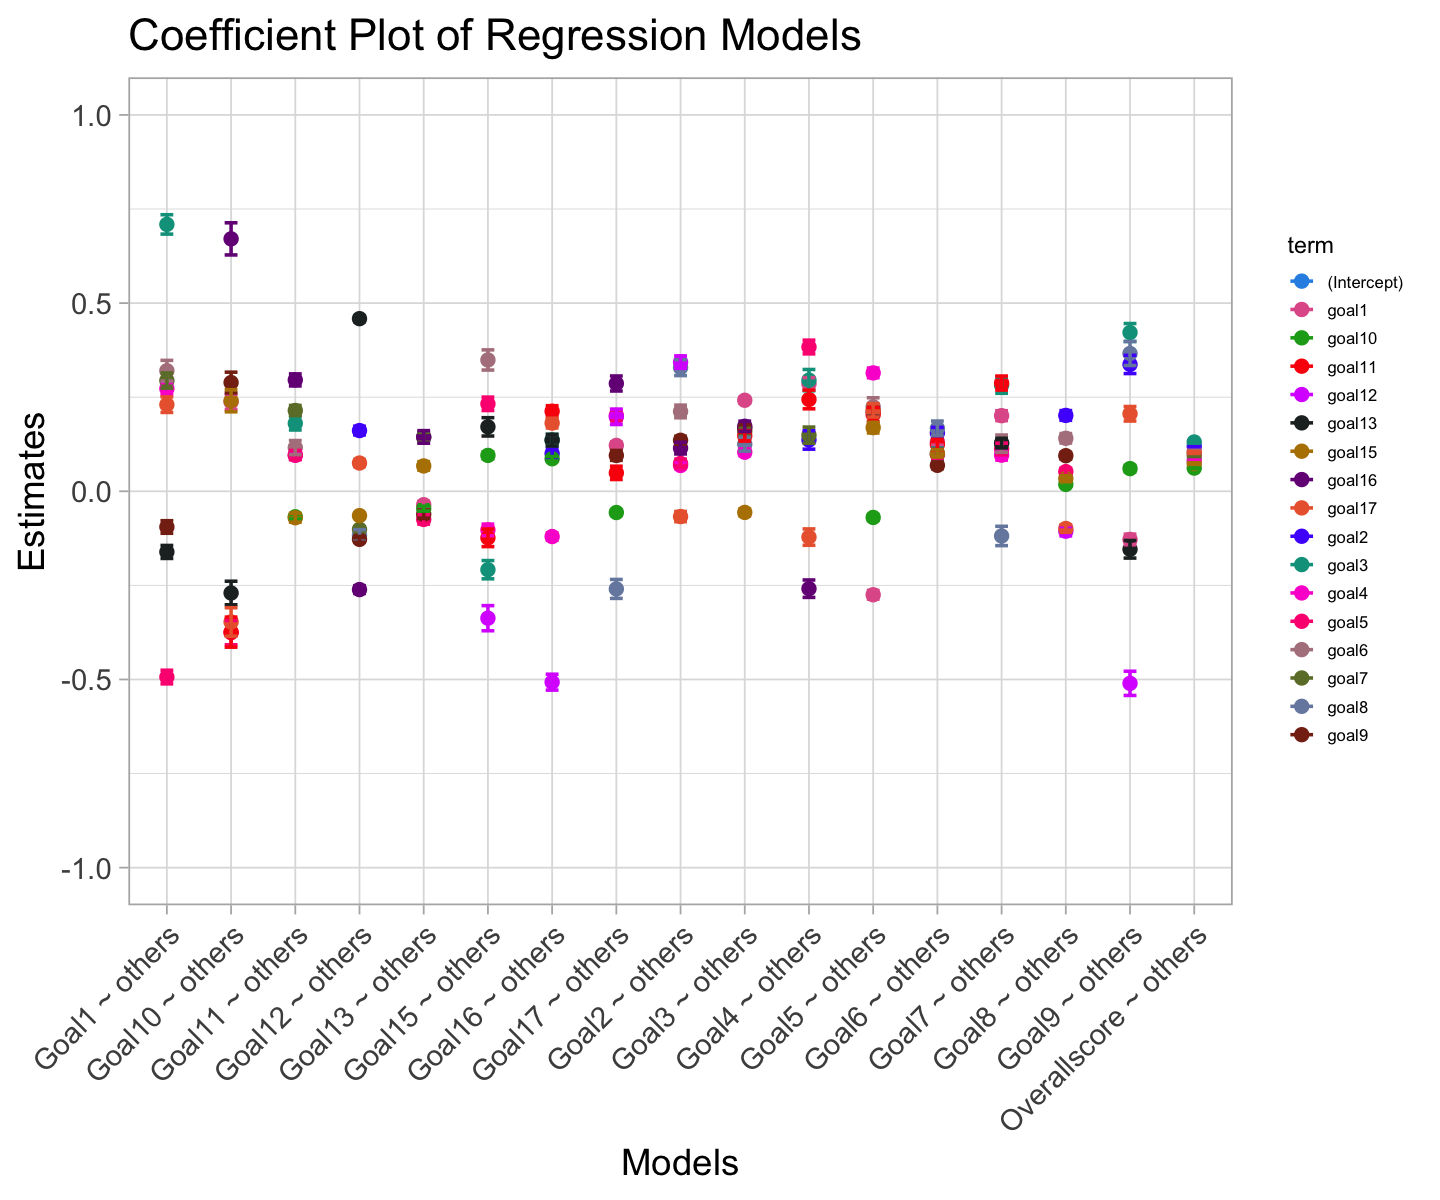 Coefficient Plot of Regression Models
Estimates
1.0
0.5
0.0
-0.5
-1.0
Goal1 ~ others
Goal10 ~ others
Goal11 ~ others
Goal12 ~ others
Goal13 ~ others
Goal15 ~ others
Goal16 ~ others
Goal17 ~ others
Goal2 ~ others
Goal3 ~ others
Goal4 ~ others
Goal5 ~ others
Goal6 ~ others
Goal7 ~ others
Goal8 ~ others
Goal9 ~ others
Overallscore ~ others
Models
term
(Intercept)
goal1
goal10
goal11
goal12
goal13
goal15
goal16
goal17
goal2
goal3
goal4
goal5
goal6
goal7
goal8
goal9